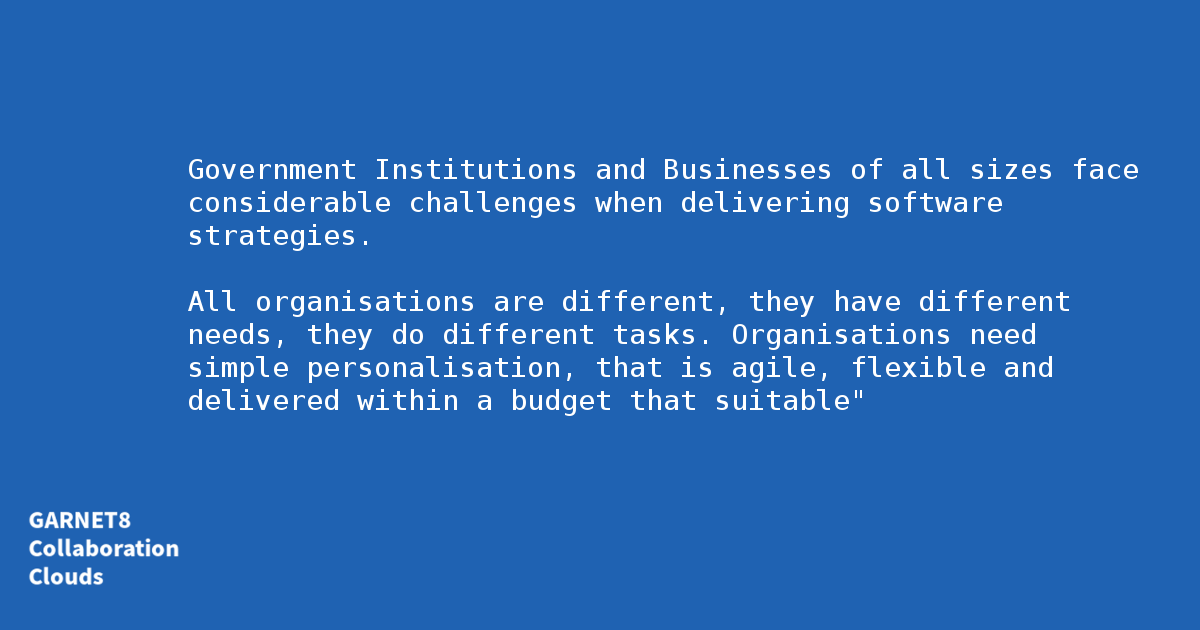 Government Institutions and Businesses of all sizes face
considerable challenges when delivering software
strategies.
All organisations are different, they have different
needs, they do different tasks. Organisations need
simple personalisation, that is agile, flexible and
delivered within a budget that suitable"
GARNET8
Collaboration
Clouds